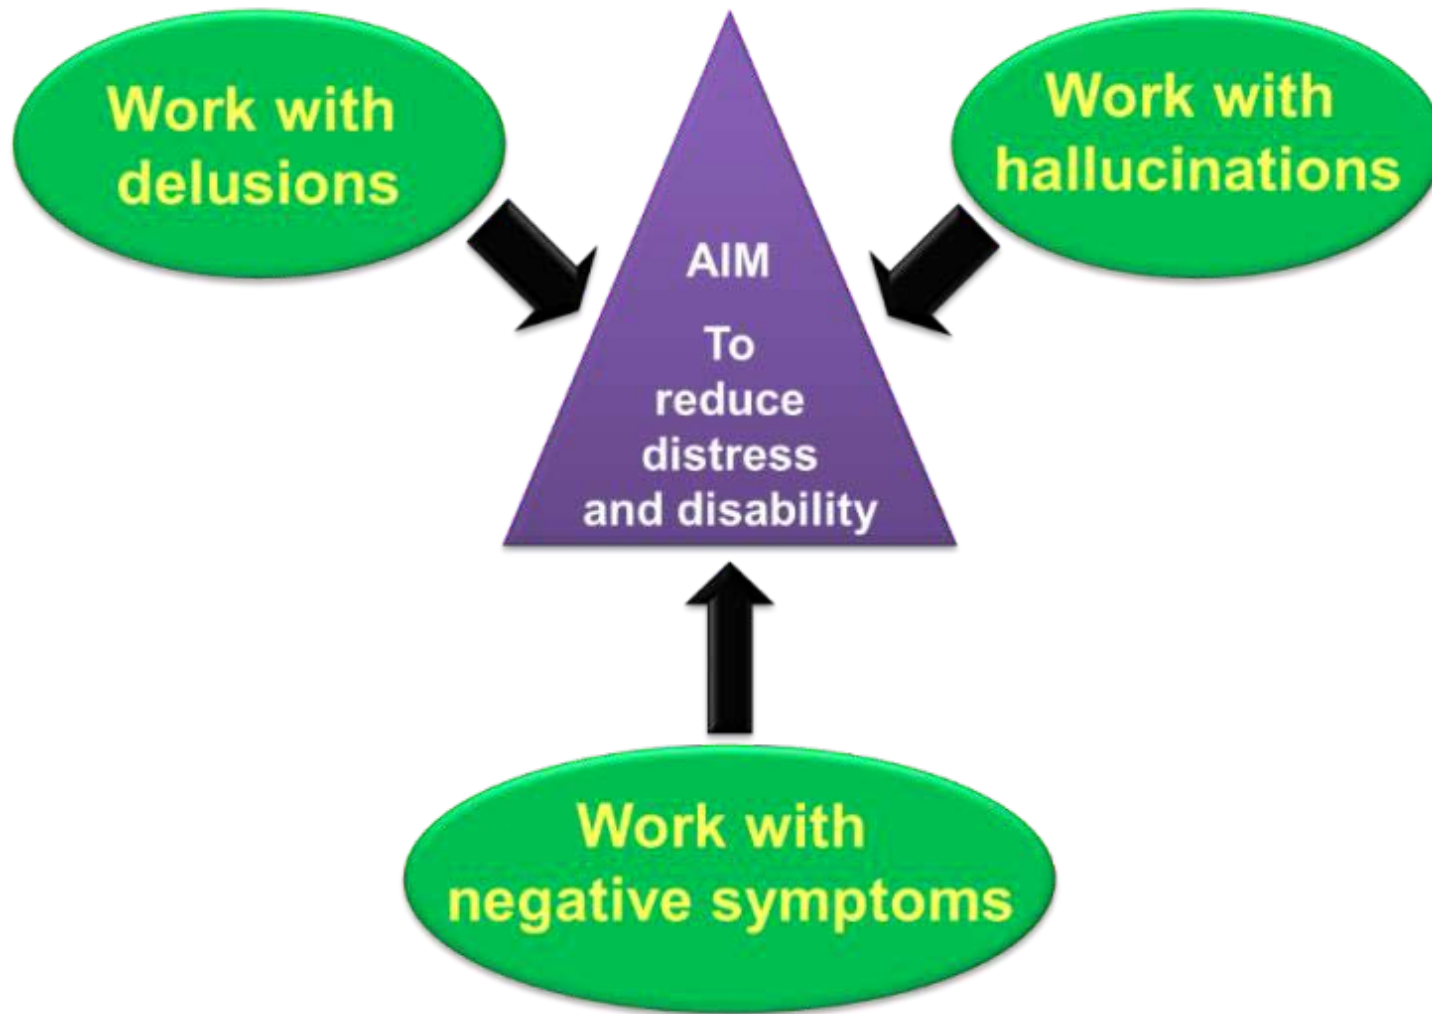 Work with
delusions
Work with
hallucinations
AIM
To
reduce
distress
and disability
Work with
negative symptoms